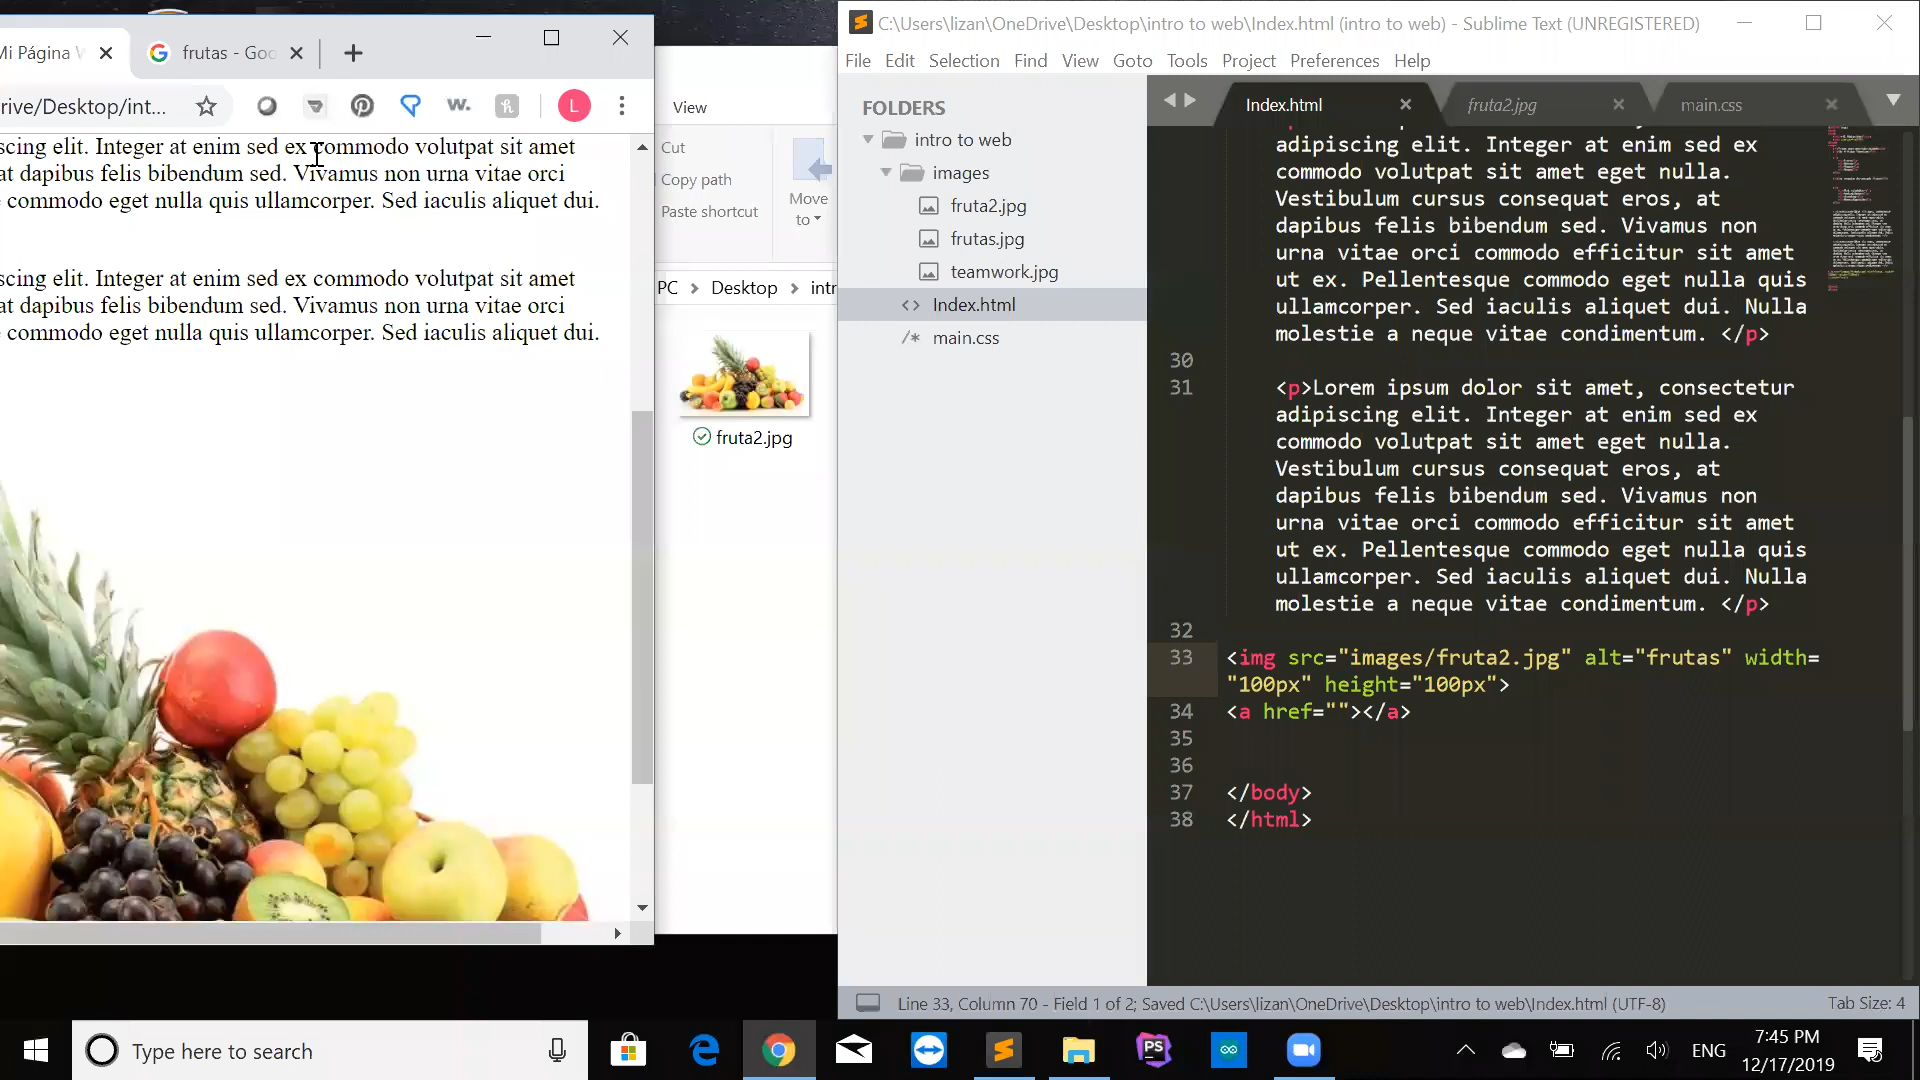 Mi Página W
frutas - Goo
rive/Desktop/int...
L
scing elit. Integer at enim sed ex commodo volutpat sit amet
at dapibus felis bibendum sed. Vivamus non urna vitae orci
commodo eget nulla quis ullamcorper. Sed iaculis aliquet dui.
scing elit. Integer at enim sed ex commodo volutpat sit amet
at dapibus felis bibendum sed. Vivamus non urna vitae orci
commodo eget nulla quis ullamcorper. Sed iaculis aliquet dui.
View
Cut
Copy path
Paste shortcut
Move
to
PC > Desktop > intr
fruta2.jpg
C:\Users\lizan\OneDrive\Desktop\intro to web\Index.html (intro to web) - Sublime Text (UNREGISTERED)
File Edit Selection Find View Goto Tools Project Preferences Help
FOLDERS
intro to web
images
fruta2.jpg
frutas.jpg
teamwork.jpg
Index.html
main.css
Index.html fruta2.jpg main.css
adipiscing elit. Integer at enim sed ex
commodo volutpat sit amet eget nulla.
Vestibulum cursus consequat eros, at
dapibus felis bibendum sed. Vivamus non
urna vitae orci commodo efficitur sit amet
ut ex. Pellentesque commodo eget nulla quis
ullamcorper. Sed iaculis aliquet dui. Nulla
molestie a neque vitae condimentum. </p>
30
31 <p>Lorem ipsum dolor sit amet, consectetur
adipiscing elit. Integer at enim sed ex
commodo volutpat sit amet eget nulla.
Vestibulum cursus consequat eros, at
dapibus felis bibendum sed. Vivamus non
urna vitae orci commodo efficitur sit amet
ut ex. Pellentesque commodo eget nulla quis
ullamcorper. Sed iaculis aliquet dui. Nulla
molestie a neque vitae condimentum. </p>
32
33 <img src="images/fruta2.jpg" alt="frutas" width=
"100px" height="100px">
34 <a href=""></a>
35
36
37 </body>
38 </html>
Line 33, Column 70 - Field 1 of 2; Saved C:\Users\lizan\OneDrive\Desktop\intro to web\Index.html (UTF-8)
Tab Size: 4
Type here to search
PS
ENG
7:45 PM
12/17/2019